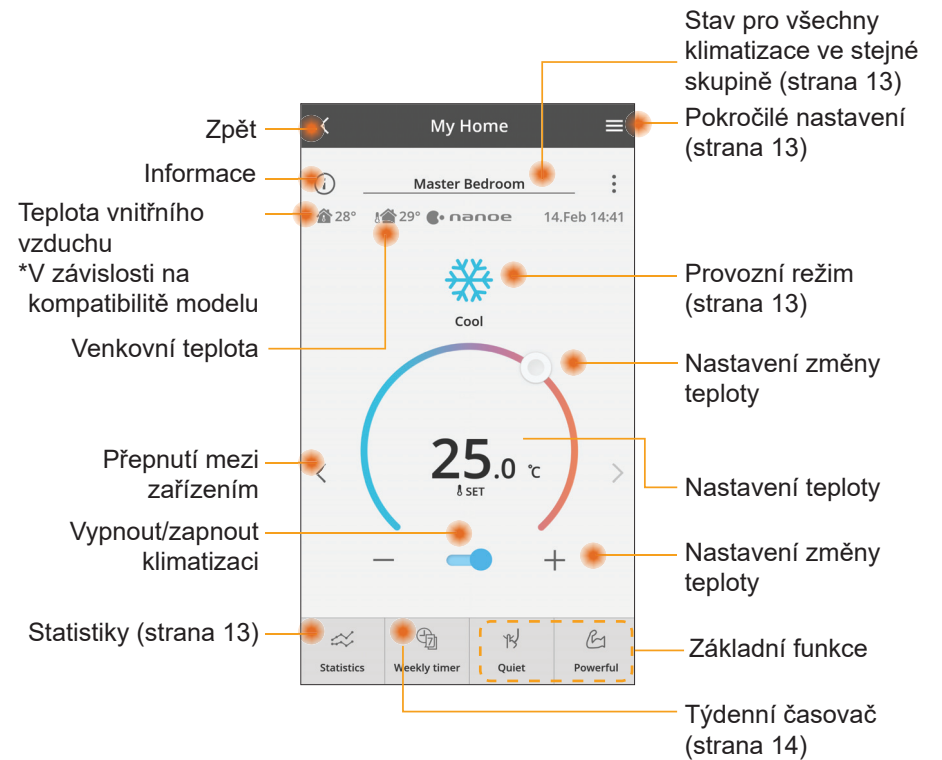 Stav pro všechny
klimatizace ve stejné
skupině (strana 13)
Zpět
My Home
Pokročilé nastavení
(strana 13)
Informace
Master Bedroom
Teplota vnitřního
vzduchu
*V závislosti na
kompatibilitě modelu
28°
29°
nanoe
14.Feb 14:41
Provozní režim
(strana 13)
Cool
Venkovní teplota
Nastavení změny
teploty
Přepnutí mezi
zařízením
25.0 °C
SET
Nastavení teploty
Vypnout/zapnout
klimatizaci
Nastavení změny
teploty
Statistiky (strana 13)
7
Statistics
Weekly timer
Quiet
Powerful
Základní funkce
Týdenní časovač
(strana 14)